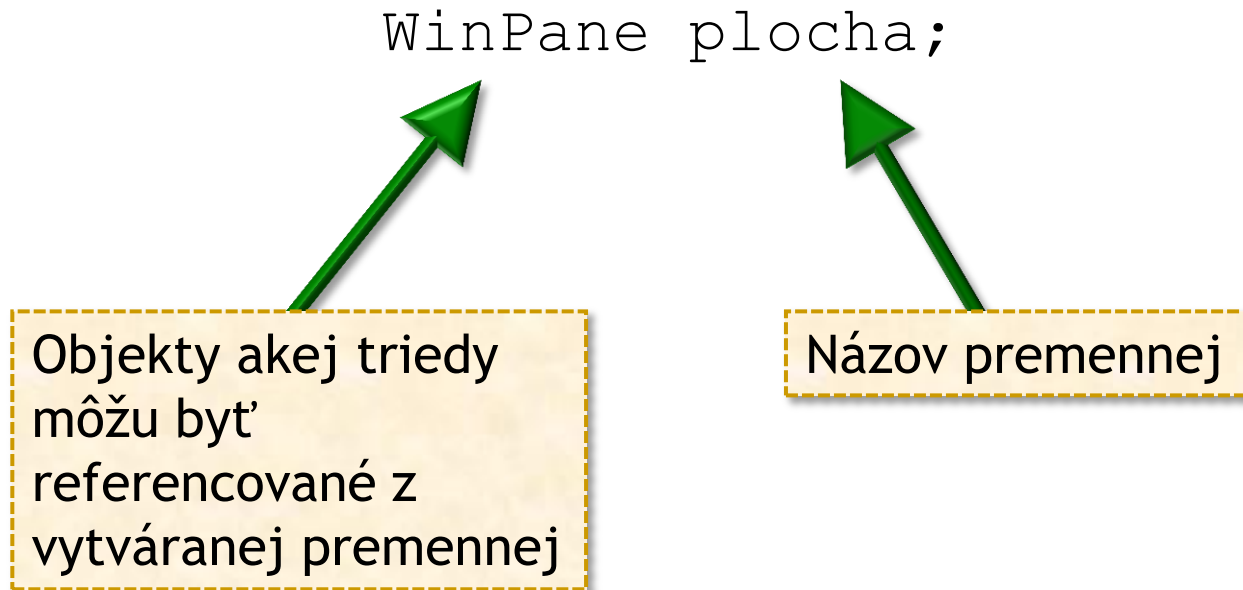 WinPane plocha;
Objekty akej triedy
môžu byť
referencované z
vytváranej premennej
Názov premennej